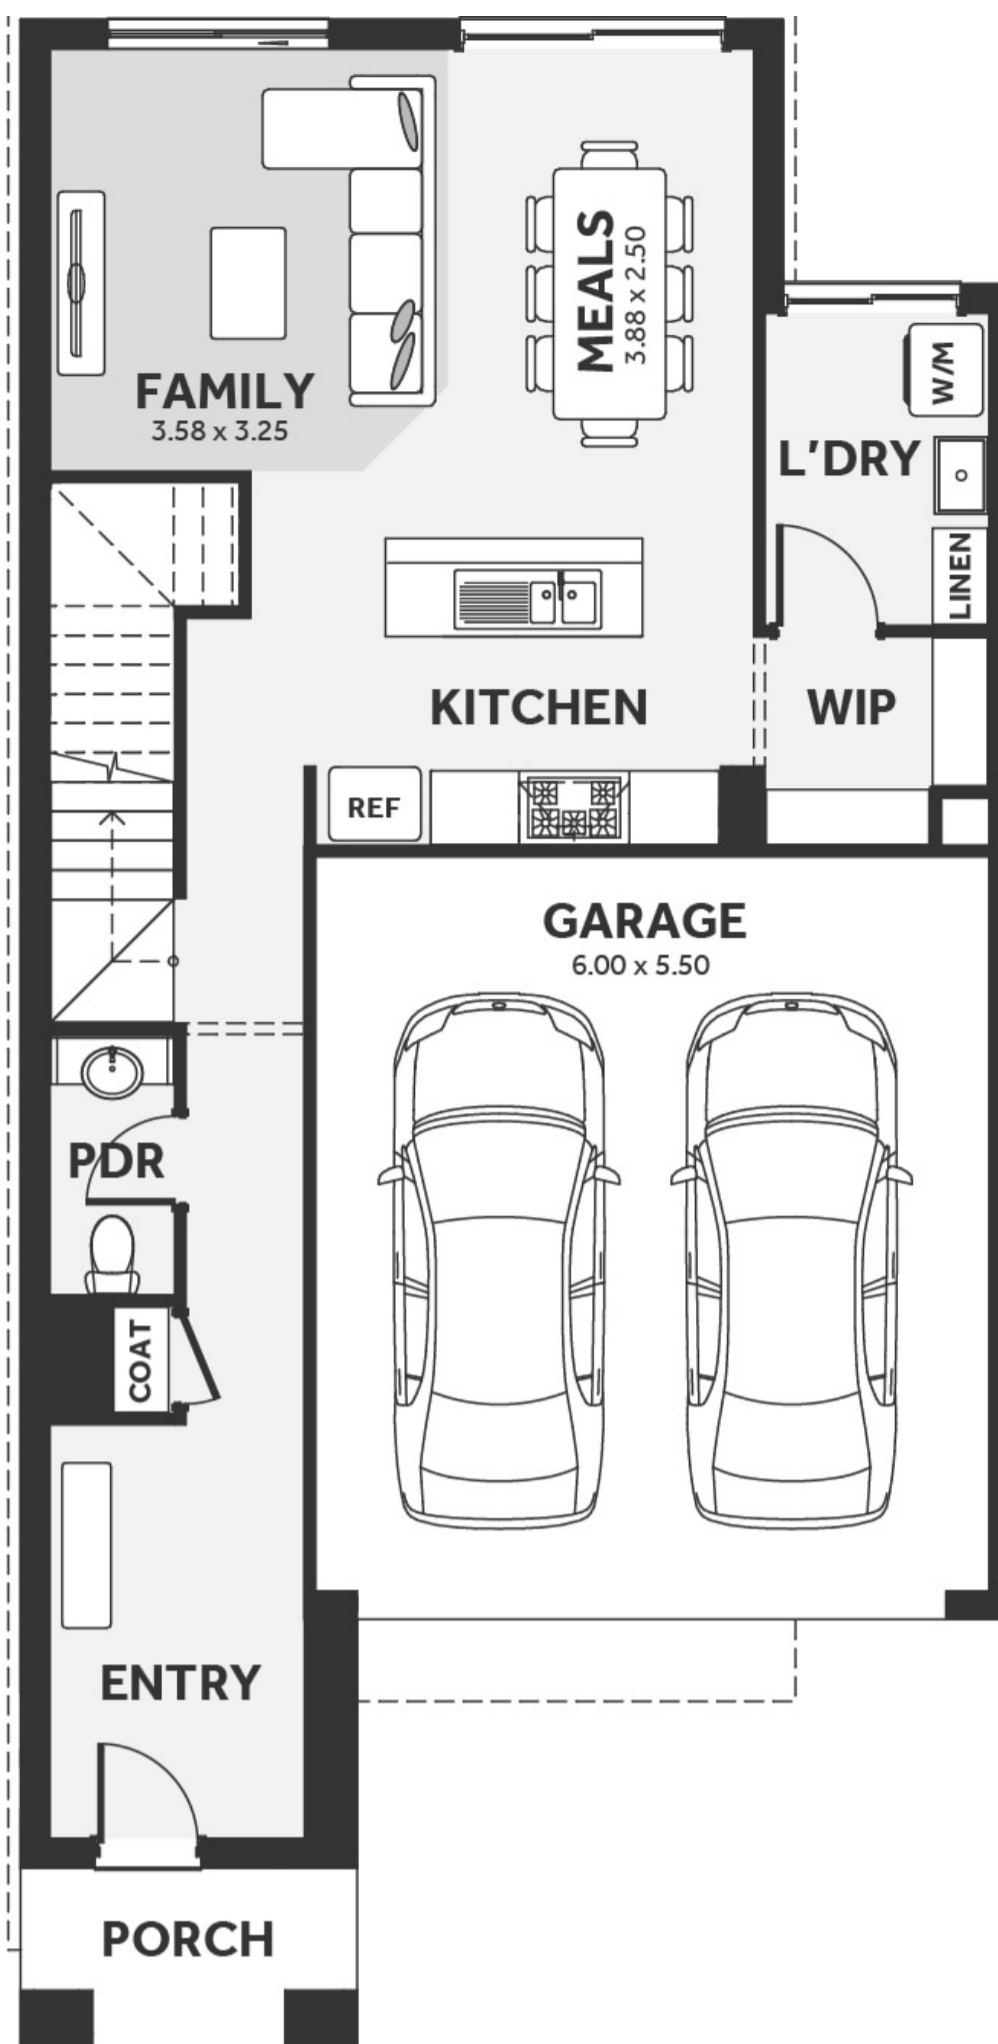 FAMILY
3.58 x 3.25
MEALS
3.88 x 2.50
W/M
L'DRY
LINEN
KITCHEN
WIP
REF
GARAGE
6.00 x 5.50
PDR
COAT
ENTRY
PORCH